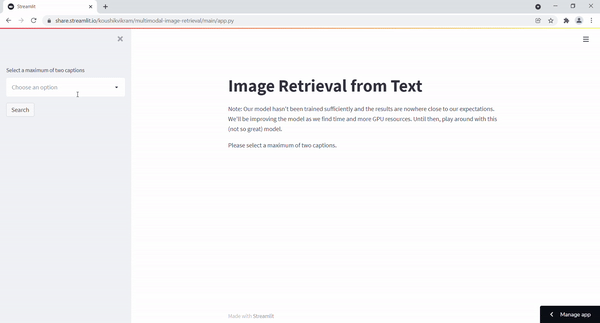 Streamlit
share.streamlit.io/koushikvikram/multimodal-image-retrieval/main/app.py
Select a maximum of two captions
Choose an option
Search
Image Retrieval from Text
Note: Our model hasn't been trained sufficiently and the results are nowhere close to our expectations.
We'll be improving the model as we find time and more GPU resources. Until then, play around with this
(not so great) model.
Please select a maximum of two captions.
Made with Streamlit
Manage app